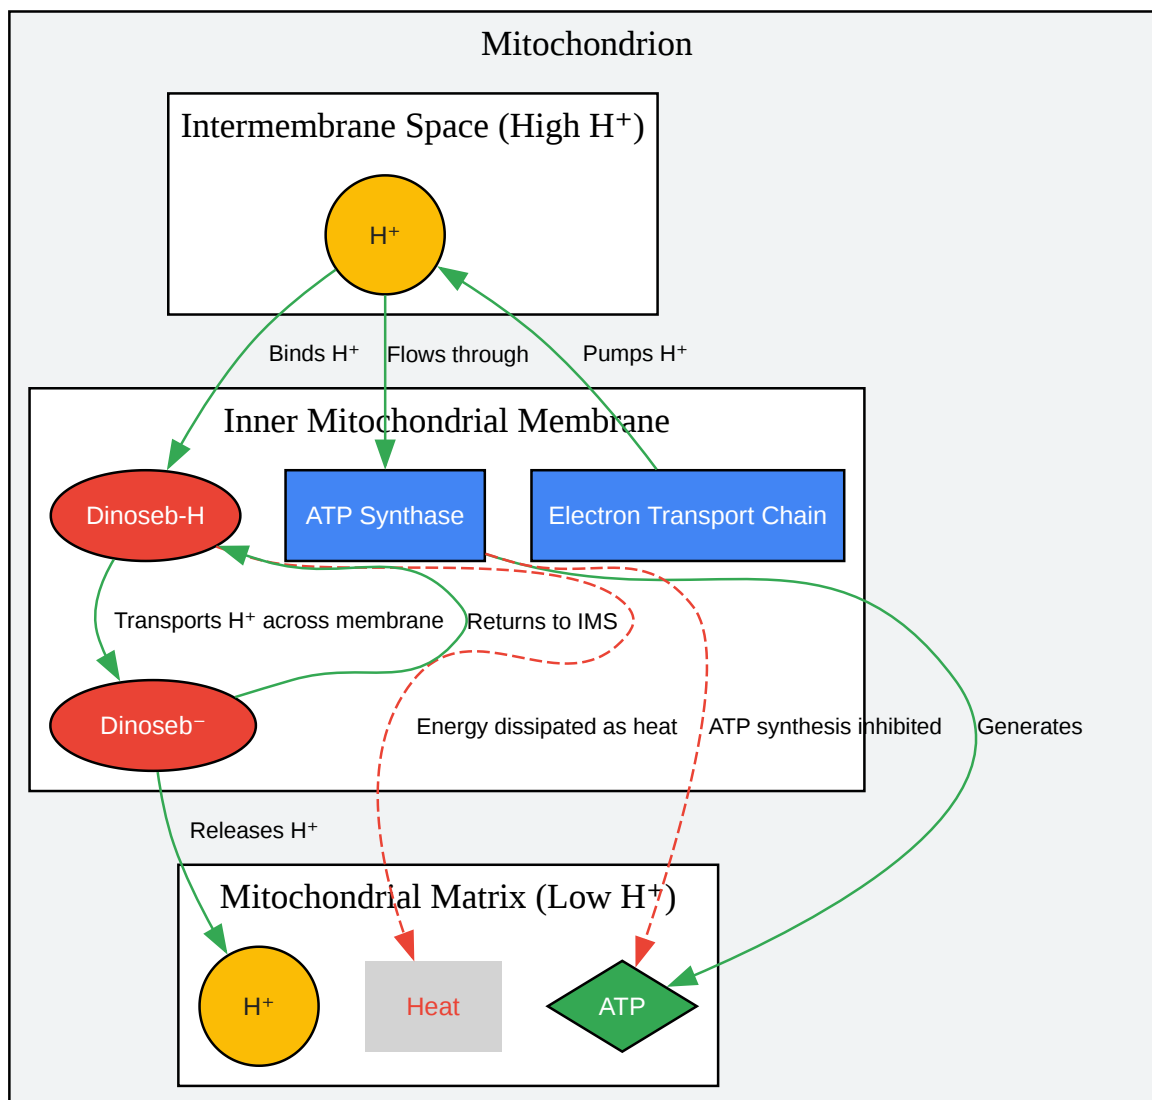 Mitochondrion
Intermembrane Space (High H⁺)
H⁺
Binds H⁺
Flows through
Pumps H⁺
Inner Mitochondrial Membrane
Dinoseb-H
ATP Synthase
Electron Transport Chain
Transports H⁺ across membrane
Returns to IMS
Dinoseb⁻
Energy dissipated as heat
ATP synthesis inhibited
Generates
Releases H⁺
Mitochondrial Matrix (Low H⁺)
H⁺
Heat
ATP